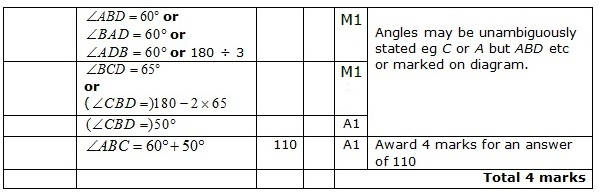 ∠ABD = 60° or
∠BAD = 60° or
∠ADB = 60° or 180 ÷ 3
M1
Angles may be unambiguously
stated eg C or A but ABD etc
or marked on diagram.
∠BCD = 65°
or
(∠CBD =)180 − 2 × 65
M1
(∠CBD =)50°
A1
∠ABC = 60°+ 50°
110
A1
Award 4 marks for an answer
of 110
Total 4 marks